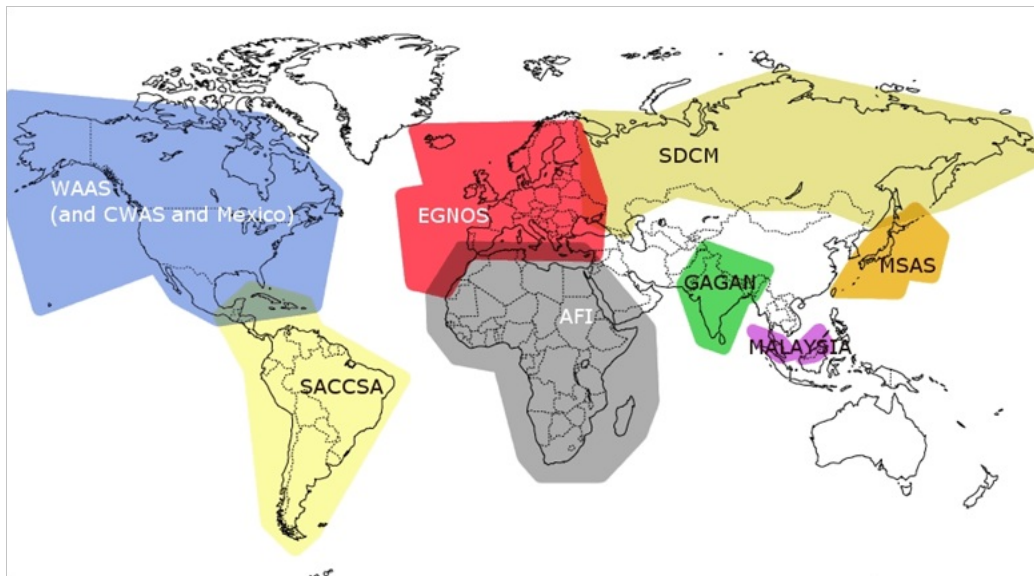 SDCM
WAAS
(and CWAS and Mexico)
EGNOS
MSAS
GAGAN
AFI
MALAYSIA
SACCSA